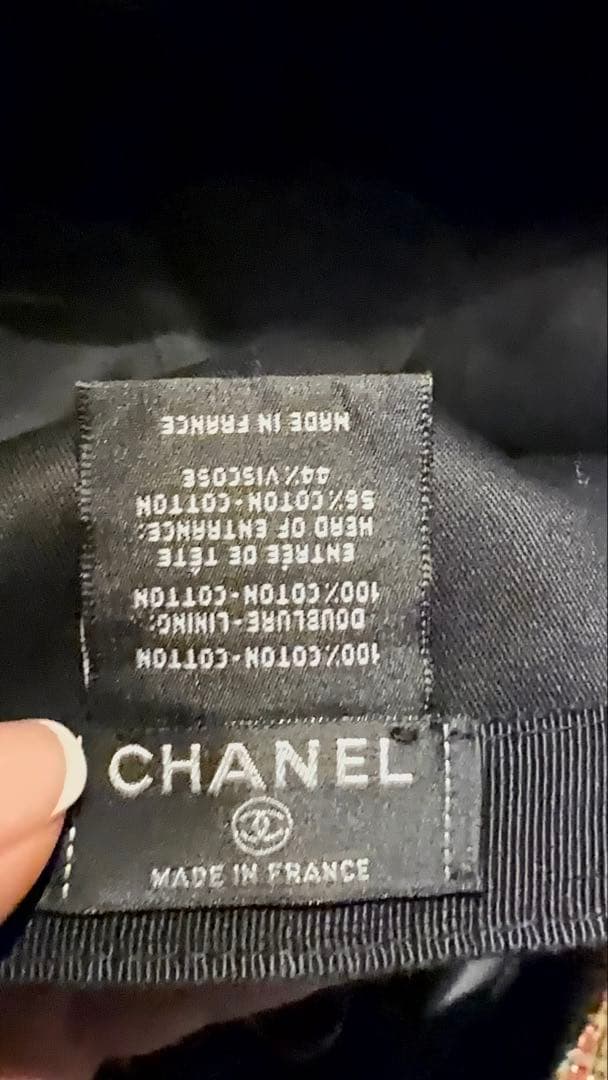 100% COTON-COTTON
DOUBLURE-LINING:
100% COTON-COTTON
ENTRÉE DE TÊTE
HEAD OF ENTRANCE:
56% COTON-COTTON
44% VISCOSE
MADE IN FRANCE
CHANEL
MADE IN FRANCE